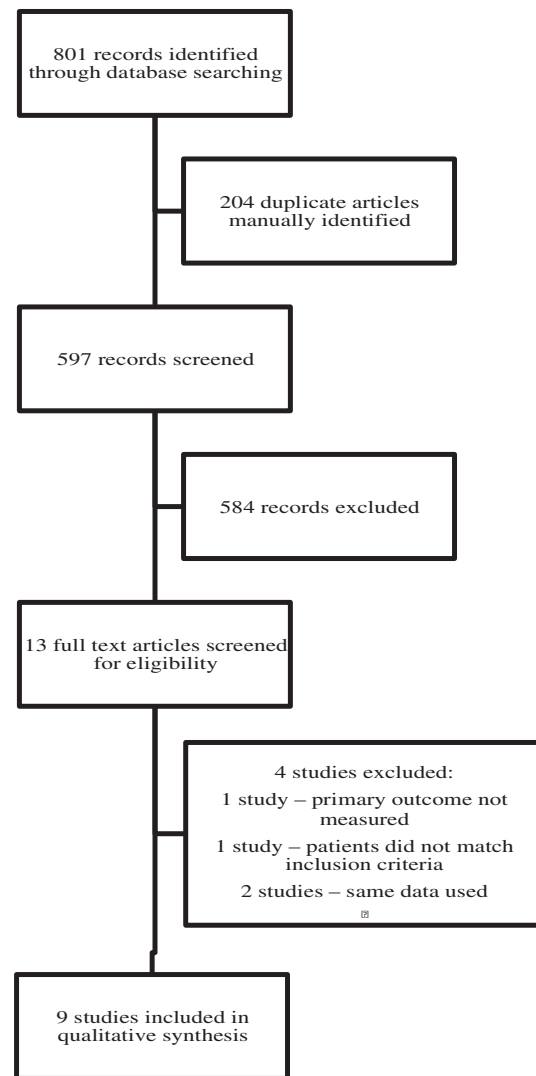 801 records identified
through database searching
204 duplicate articles
manually identified
597 records screened
584 records excluded
13 full text articles screened
for eligibility
4 studies excluded:
1 study – primary outcome not
measured
1 study – patients did not match
inclusion criteria
2 studies – same data used
9 studies included in
qualitative synthesis